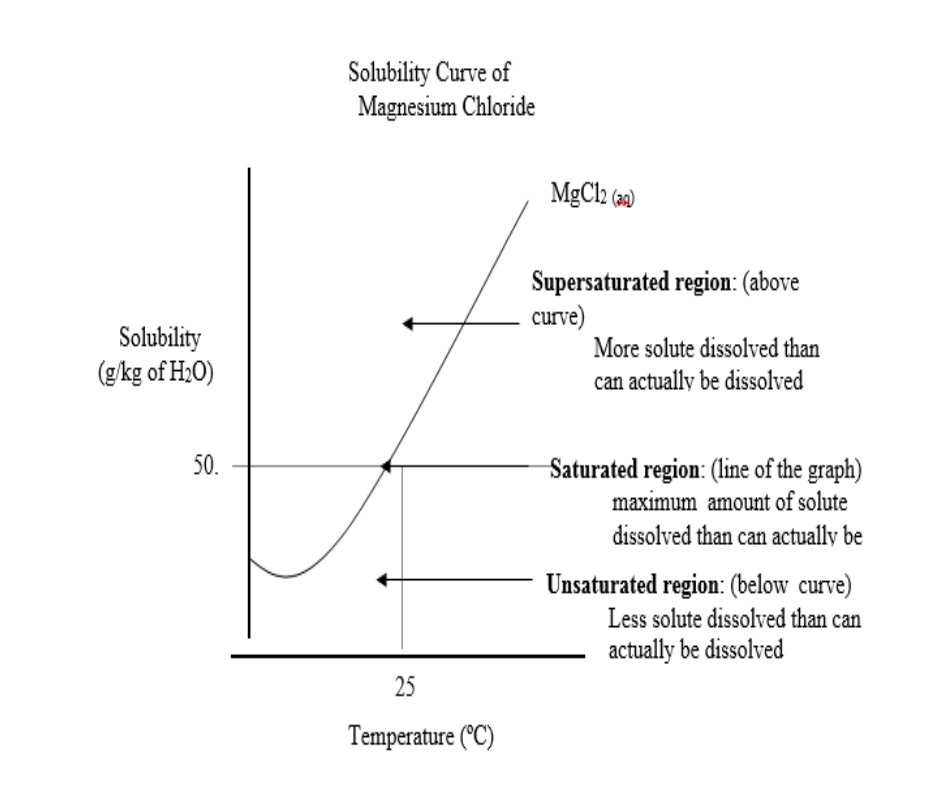 Solubility Curve of
Magnesium Chloride
MgCl2 (aq)
Supersaturated region: (above
curve)
More solute dissolved than
can actually be dissolved
Solubility
(g/kg of H2O)
50.
Saturated region: (line of the graph)
maximum amount of solute
dissolved than can actually be
Unsaturated region: (below curve)
Less solute dissolved than can
actually be dissolved
25
Temperature (ºC)